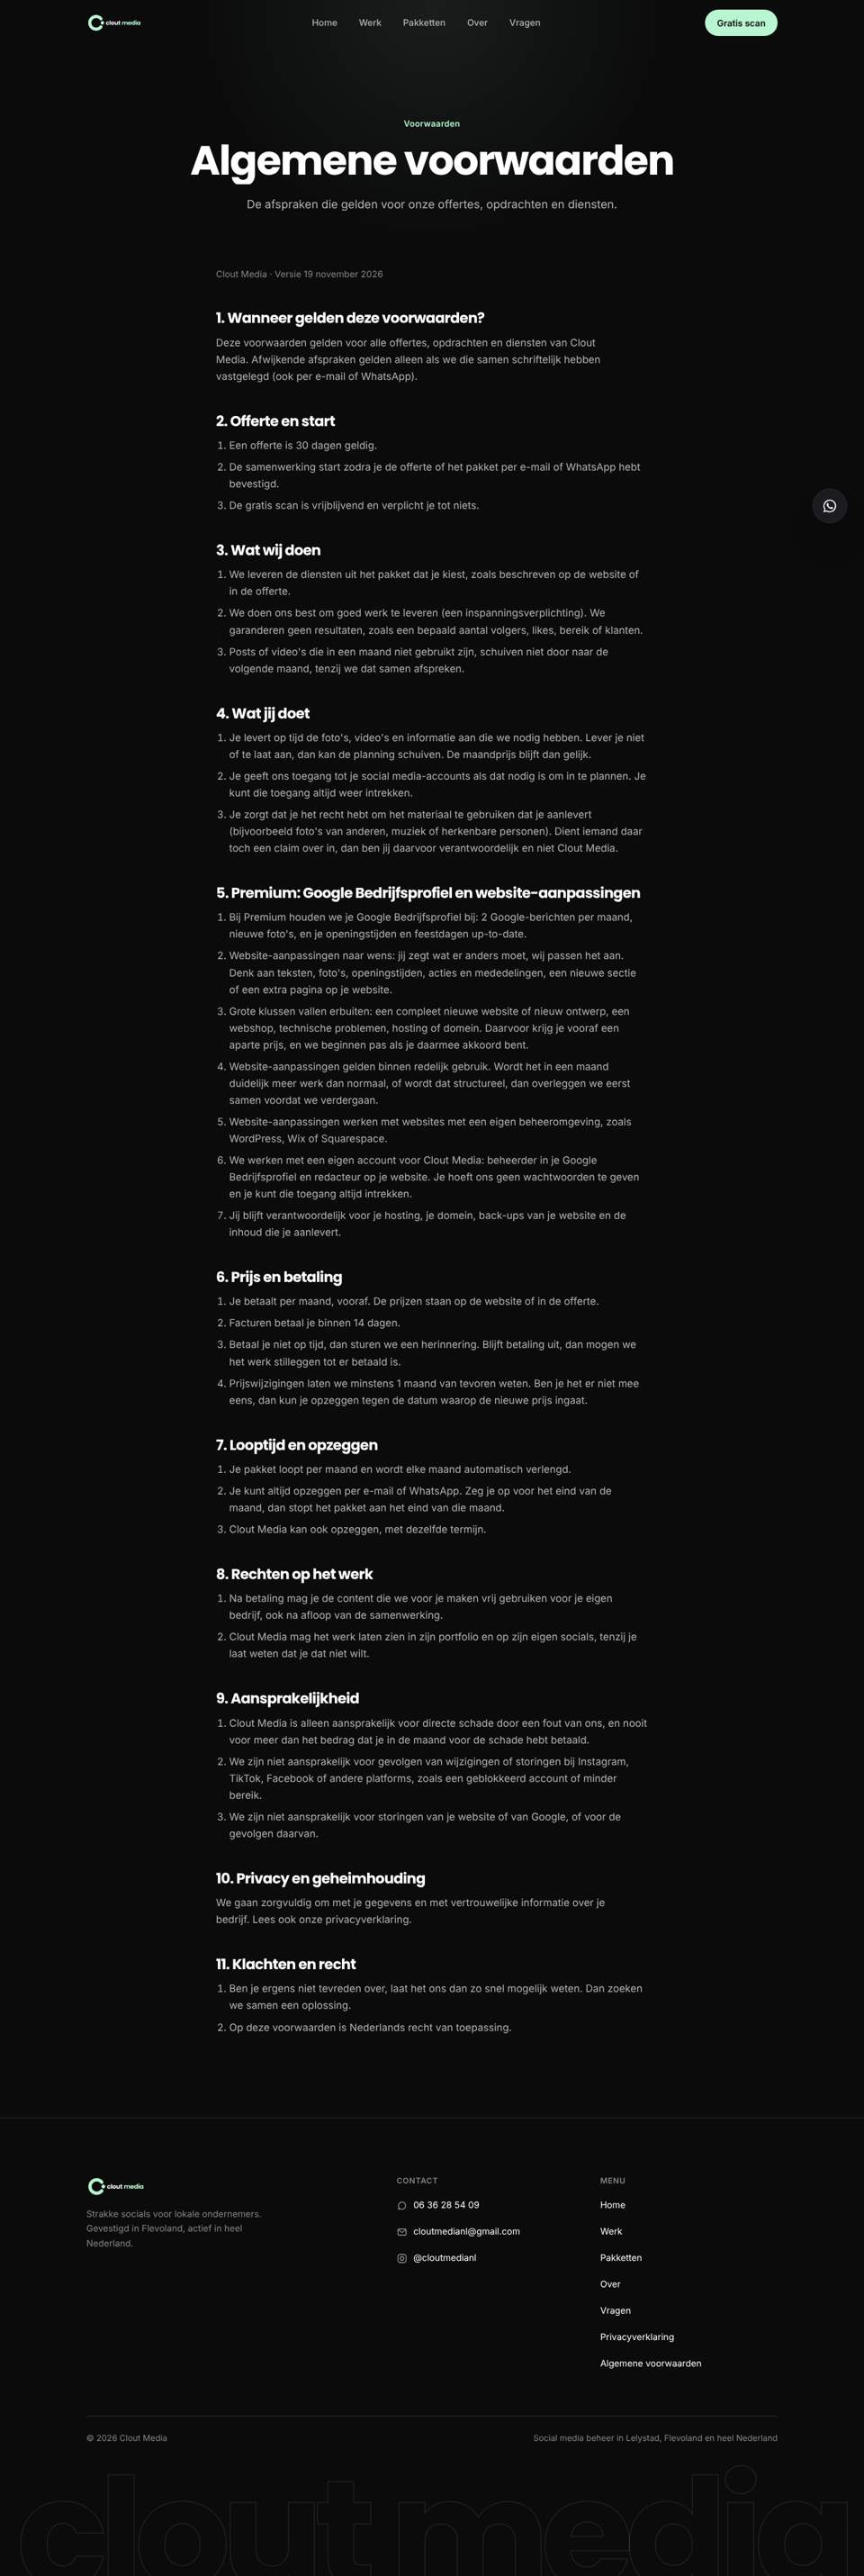 clout media
Home
Werk
Pakketten
Over
Vragen
Gratis scan
Voorwaarden
Algemene voorwaarden
De afspraken die gelden voor onze offertes, opdrachten en diensten.
Clout Media · Versie 19 november 2026
1. Wanneer gelden deze voorwaarden?
Deze voorwaarden gelden voor alle offertes, opdrachten en diensten van Clout
Media. Afwijkende afspraken gelden alleen als we die samen schriftelijk hebben
vastgelegd (ook per e-mail of WhatsApp).
2. Offerte en start
1. Een offerte is 30 dagen geldig.
2. De samenwerking start zodra je de offerte of het pakket per e-mail of WhatsApp hebt
bevestigd.
3. De gratis scan is vrijblijvend en verplicht je tot niets.
3. Wat wij doen
1. We leveren de diensten uit het pakket dat je kiest, zoals beschreven op de website of
in de offerte.
2. We doen ons best om goed werk te leveren (een inspanningsverplichting). We
garanderen geen resultaten, zoals een bepaald aantal volgers, likes, bereik of klanten.
3. Posts of video's die in een maand niet gebruikt zijn, schuiven niet door naar de
volgende maand, tenzij we dat samen afspreken.
4. Wat jij doet
1. Je levert op tijd de foto's, video's en informatie aan die we nodig hebben. Lever je niet
of te laat aan, dan kan de planning schuiven. De maandprijs blijft dan gelijk.
2. Je geeft ons toegang tot je social media-accounts als dat nodig is om in te plannen. Je
kunt die toegang altijd weer intrekken.
3. Je zorgt dat je het recht hebt om het materiaal te gebruiken dat je aanlevert
(bijvoorbeeld foto's van anderen, muziek of herkenbare personen). Dient iemand daar
toch een claim over in, dan ben jij daarvoor verantwoordelijk en niet Clout Media.
5. Premium: Google Bedrijfsprofiel en website-aanpassingen
1. Bij Premium houden we je Google Bedrijfsprofiel bij: 2 Google-berichten per maand,
nieuwe foto's, en je openingstijden en feestdagen up-to-date.
2. Website-aanpassingen naar wens: jij zegt wat er anders moet, wij passen het aan.
Denk aan teksten, foto's, openingstijden, acties en mededelingen, een nieuwe sectie
of een extra pagina op je website.
3. Grote klussen vallen erbuiten: een compleet nieuwe website of nieuw ontwerp, een
webshop, technische problemen, hosting of domein. Daarvoor krijg je vooraf een
aparte prijs, en we beginnen pas als je daarmee akkoord bent.
4. Website-aanpassingen gelden binnen redelijk gebruik. Wordt het in een maand
duidelijk meer werk dan normaal, of wordt dat structureel, dan overleggen we eerst
samen voordat we verdergaan.
5. Website-aanpassingen werken met websites met een eigen beheeromgeving, zoals
WordPress, Wix of Squarespace.
6. We werken met een eigen account voor Clout Media: beheerder in je Google
Bedrijfsprofiel en redacteur op je website. Je hoeft ons geen wachtwoorden te geven
en je kunt die toegang altijd intrekken.
7. Jij blijft verantwoordelijk voor je hosting, je domein, back-ups van je website en de
inhoud die je aanlevert.
6. Prijs en betaling
1. Je betaalt per maand, vooraf. De prijzen staan op de website of in de offerte.
2. Facturen betaal je binnen 14 dagen.
3. Betaal je niet op tijd, dan sturen we een herinnering. Blijft betaling uit, dan mogen we
het werk stilleggen tot er betaald is.
4. Prijswijzigingen laten we minstens 1 maand van tevoren weten. Ben je het er niet mee
eens, dan kun je opzeggen tegen de datum waarop de nieuwe prijs ingaat.
7. Looptijd en opzeggen
1. Je pakket loopt per maand en wordt elke maand automatisch verlengd.
2. Je kunt altijd opzeggen per e-mail of WhatsApp. Zeg je op voor het eind van de
maand, dan stopt het pakket aan het eind van die maand.
3. Clout Media kan ook opzeggen, met dezelfde termijn.
8. Rechten op het werk
1. Na betaling mag je de content die we voor je maken vrij gebruiken voor je eigen
bedrijf, ook na afloop van de samenwerking.
2. Clout Media mag het werk laten zien in zijn portfolio en op zijn eigen socials, tenzij je
laat weten dat je dat niet wilt.
9. Aansprakelijkheid
1. Clout Media is alleen aansprakelijk voor directe schade door een fout van ons, en nooit
voor meer dan het bedrag dat je in de maand voor de schade hebt betaald.
2. We zijn niet aansprakelijk voor gevolgen van wijzigingen of storingen bij Instagram,
TikTok, Facebook of andere platforms, zoals een geblokkeerd account of minder
bereik.
3. We zijn niet aansprakelijk voor storingen van je website of van Google, of voor de
gevolgen daarvan.
10. Privacy en geheimhouding
We gaan zorgvuldig om met je gegevens en met vertrouwelijke informatie over je
bedrijf. Lees ook onze privacyverklaring.
11. Klachten en recht
1. Ben je ergens niet tevreden over, laat het ons dan zo snel mogelijk weten. Dan zoeken
we samen een oplossing.
2. Op deze voorwaarden is Nederlands recht van toepassing.
clout media
Strakke socials voor lokale ondernemers.
Gevestigd in Flevoland, actief in heel
Nederland.
CONTACT
06 36 28 54 09
cloutmedianl@gmail.com
@cloutmedianl
MENU
Home
Werk
Pakketten
Over
Vragen
Privacyverklaring
Algemene voorwaarden
© 2026 Clout Media
Social media beheer in Lelystad, Flevoland en heel Nederland
clout media